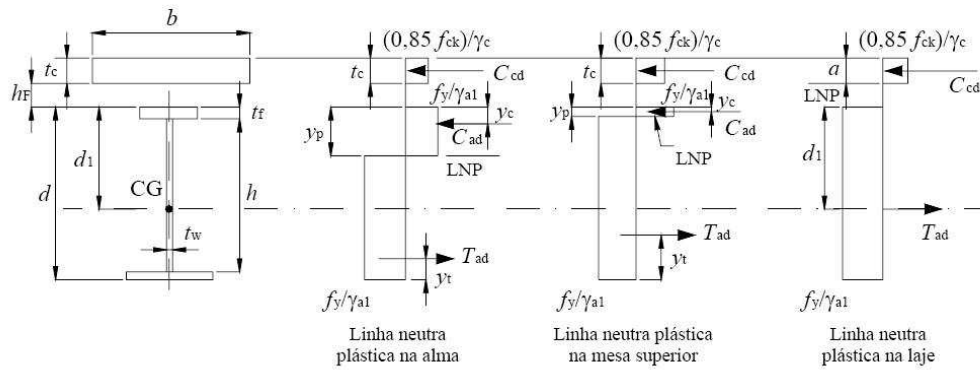 b
(0,85 fck)/γc
(0,85 fck)/γc
(0,85 fck)/γc
tc
tc
Ccd
tc
Ccd
a
Ccd
hF
fy/γa1
fy/γa1
LNP
tf
yc
yc
yp
Cad
yp
Cad
d1
LNP
LNP
d1
d
CG
h
tw
Tad
Tad
Tad
yt
yt
fy/γa1
fy/γa1
fy/γa1
Linha neutra
plástica na alma
Linha neutra plástica
na mesa superior
Linha neutra
plástica na laje